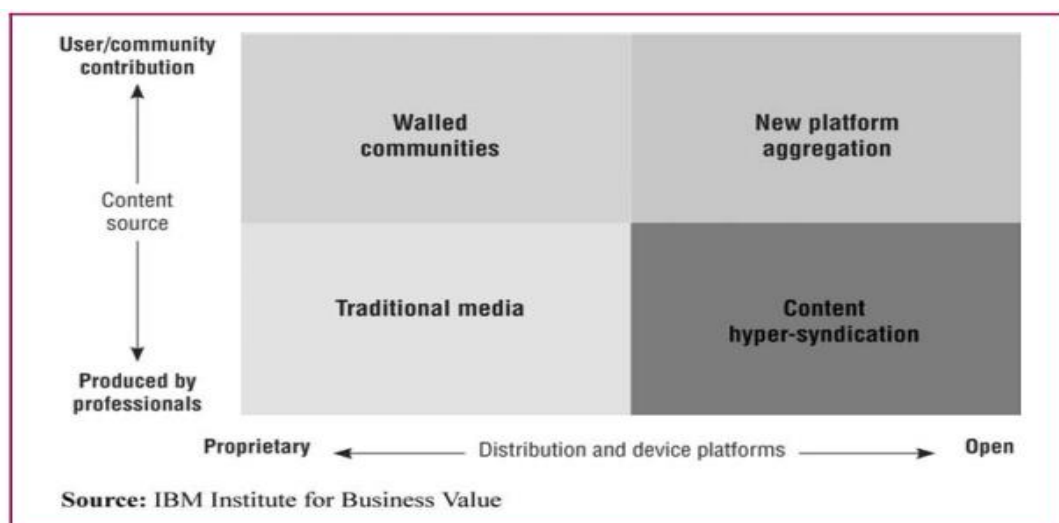 User/community
contribution
Content
source
Produced by
professionals
Walled
communities
New platform
aggregation
Traditional media
Content
hyper-syndication
Proprietary
Distribution and device platforms
Open
Source: IBM Institute for Business Value